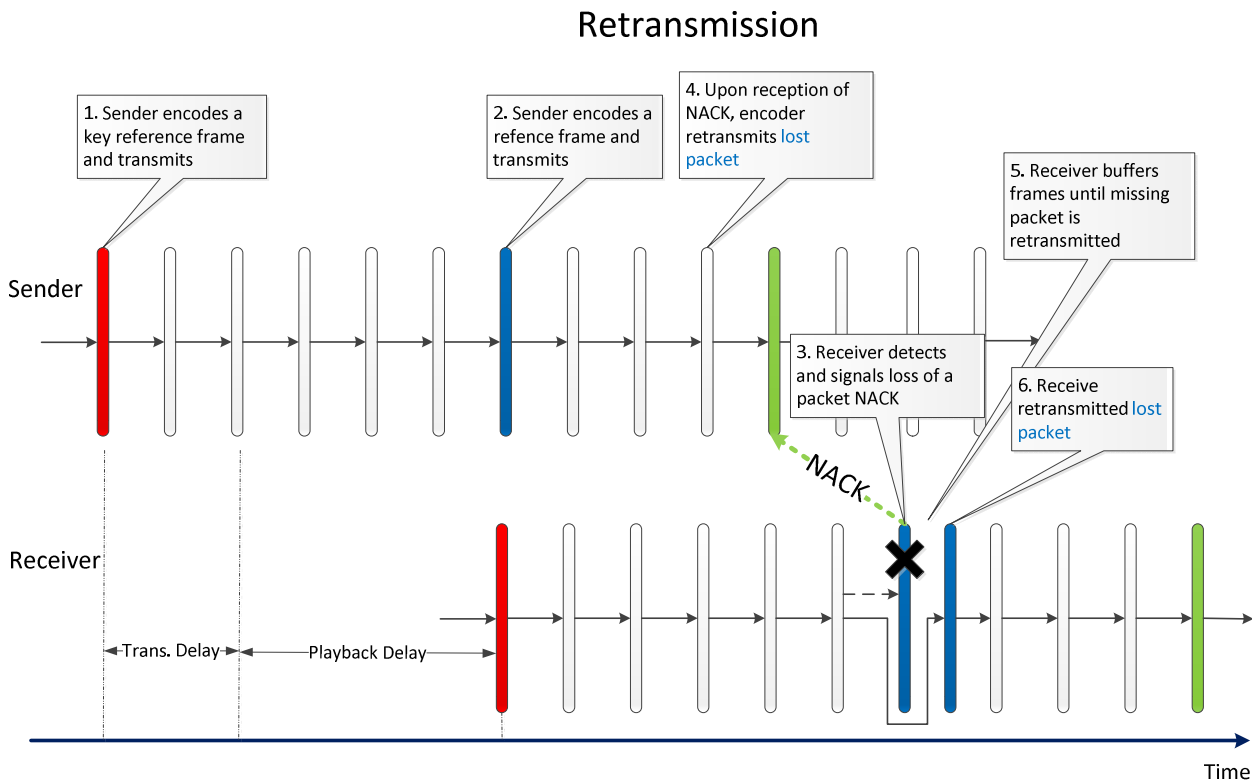 Retransmission
1. Sender encodes a
key reference frame
and transmits
2. Sender encodes a
refence frame and
transmits
4. Upon reception of
NACK, encoder
retransmits lost
packet
5. Receiver buffers
frames until missing
packet is
retransmitted
Sender
3. Receiver detects
and signals loss of a
packet NACK
6. Receive
retransmitted lost
packet
NACK
Receiver
Trans. Delay
Playback Delay
Time